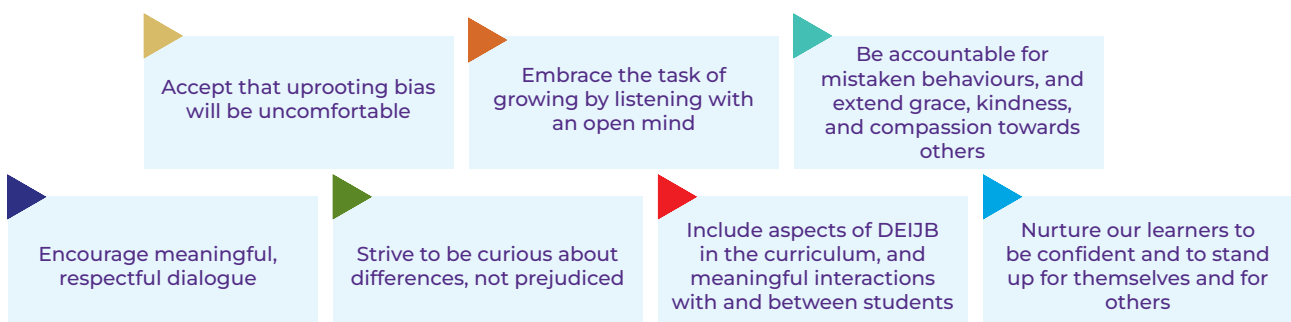 Accept that uprooting bias
will be uncomfortable
Embrace the task of
growing by listening with
an open mind
Be accountable for
mistaken behaviours, and
extend grace, kindness,
and compassion towards
others
Encourage meaningful,
respectful dialogue
Strive to be curious about
differences, not prejudiced
Include aspects of DEIJB
in the curriculum, and
meaningful interactions
with and between students
Nurture our learners to
be confident and to stand
up for themselves and for
others